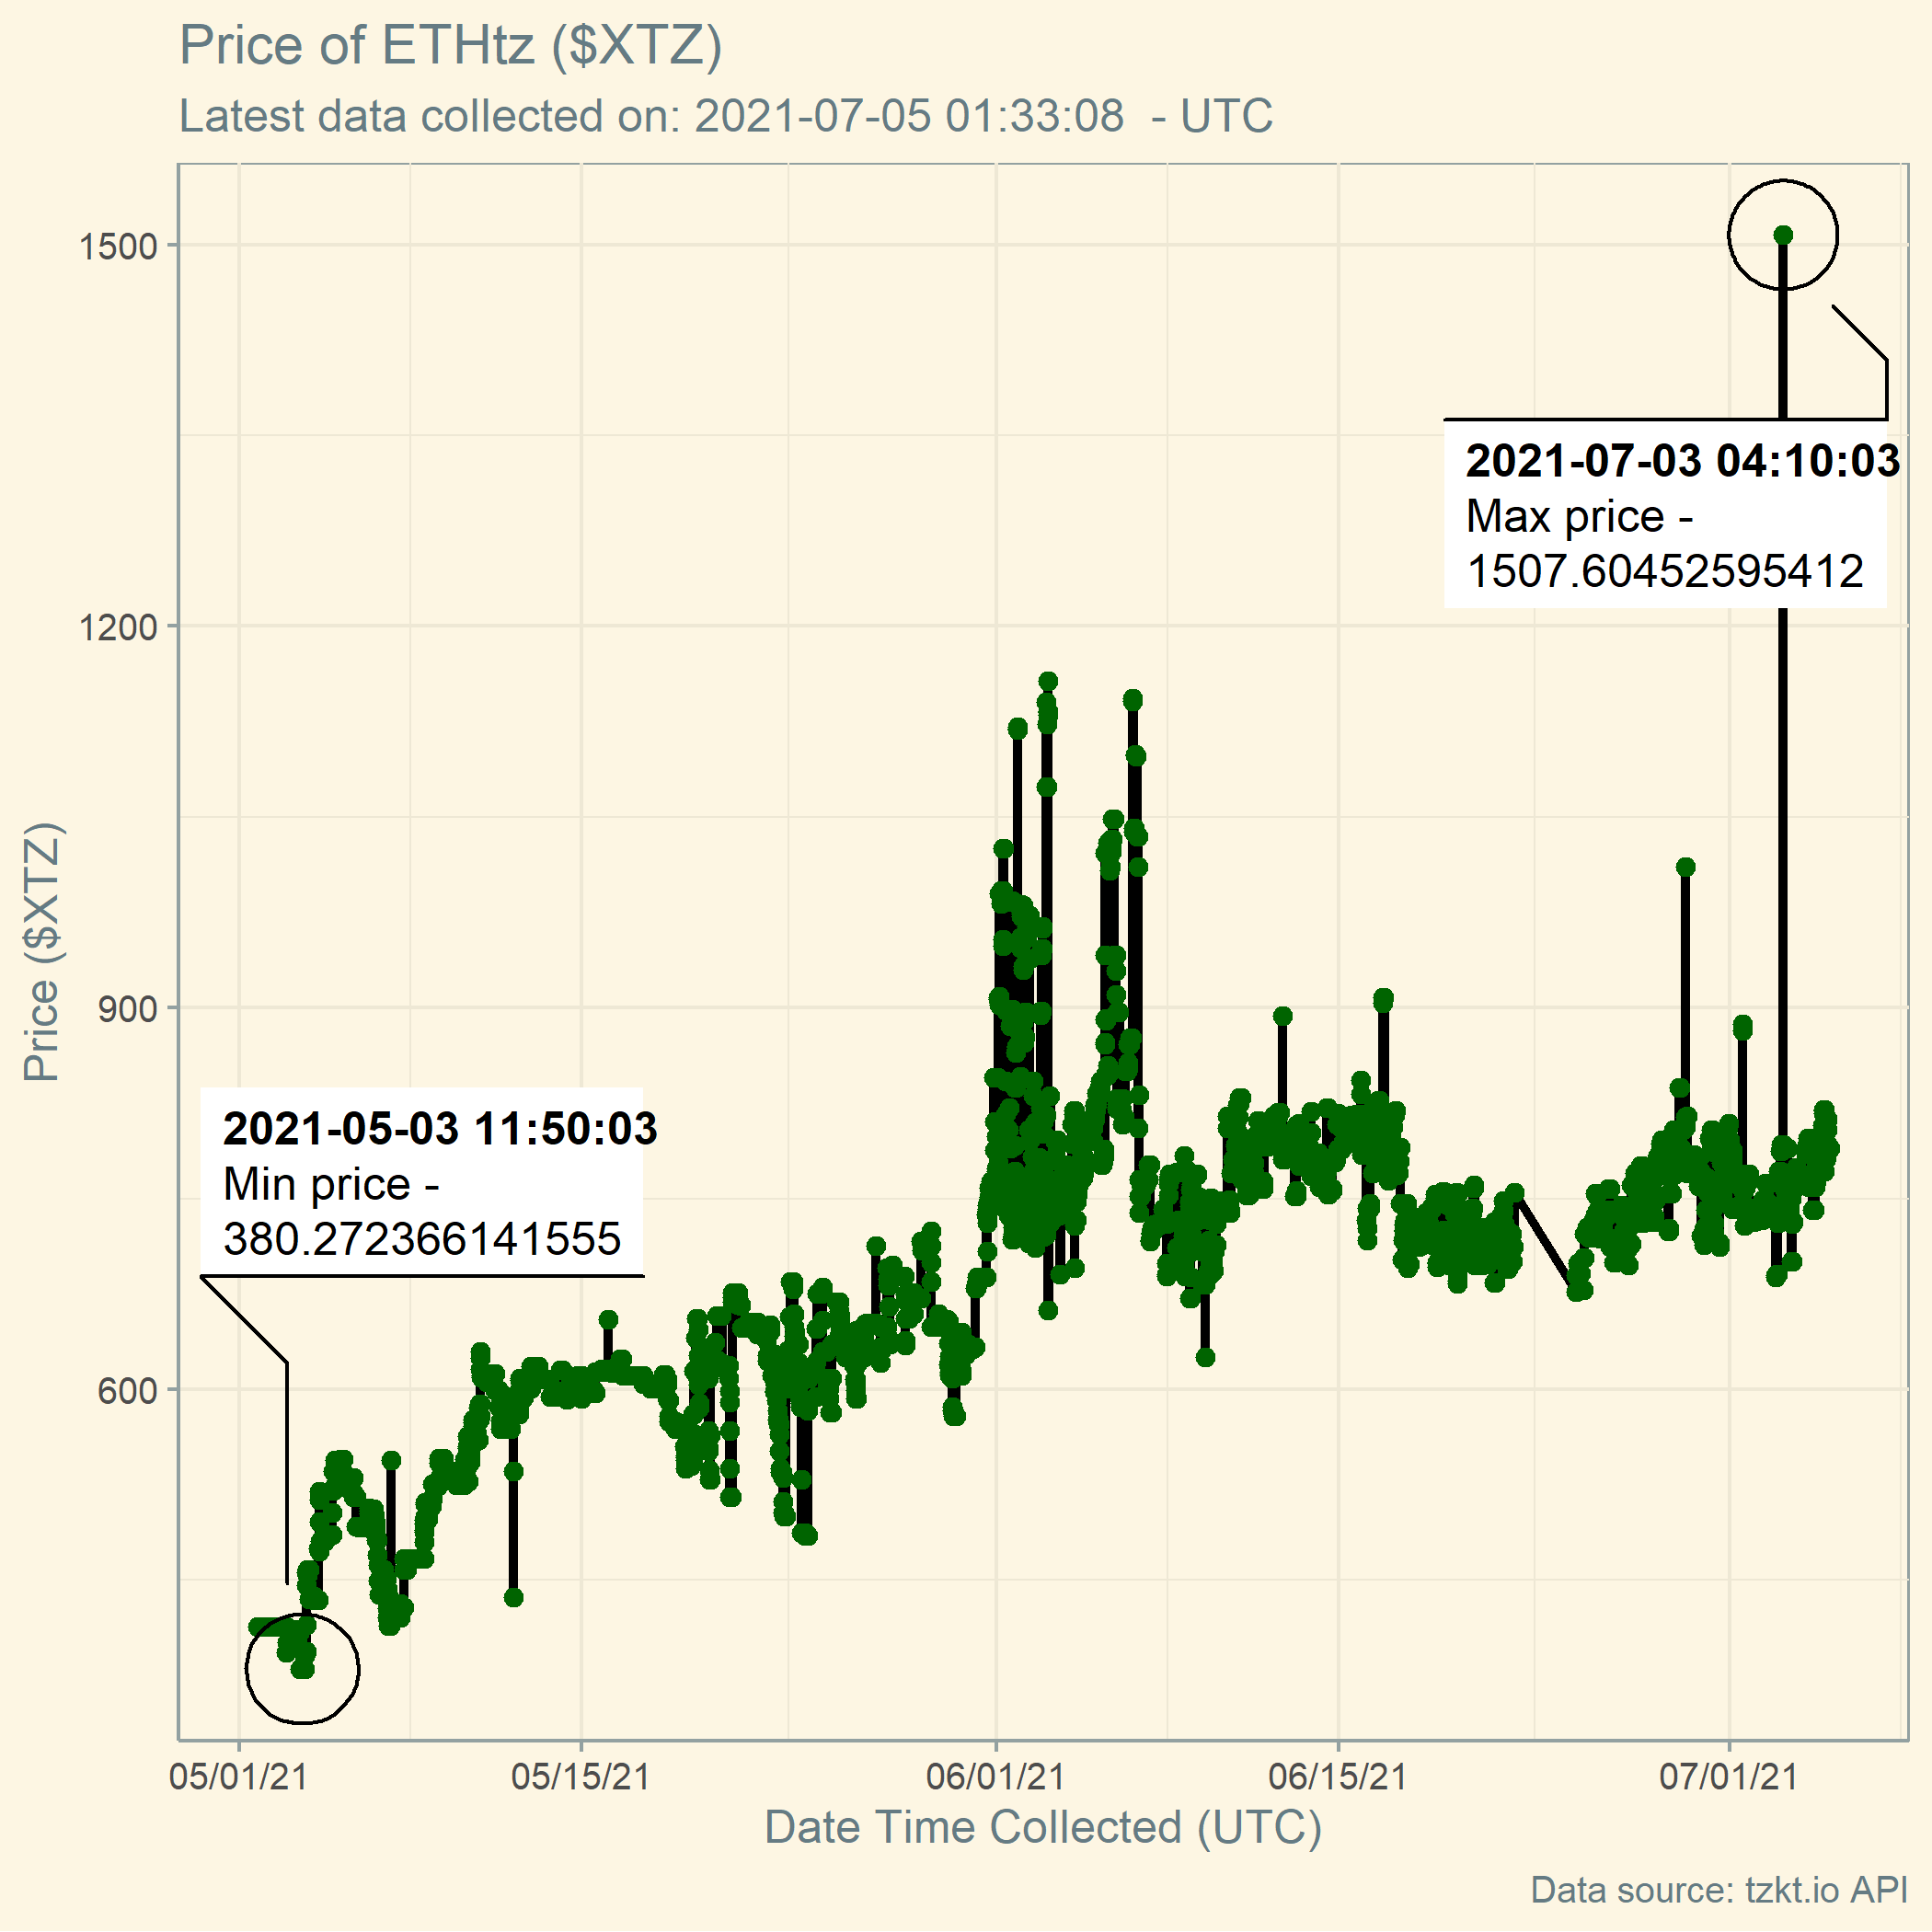 Price of ETHtz ($XTZ)
Latest data collected on: 2021-07-05 01:33:08  - UTC
1500
1200
900
600
Price ($XTZ)
2021-07-03 04:10:03
Max price -
1507.60452595412
2021-05-03 11:50:03
Min price -
380.272366141555
05/01/21
05/15/21
06/01/21
06/15/21
07/01/21
Date Time Collected (UTC)
Data source: tzkt.io API